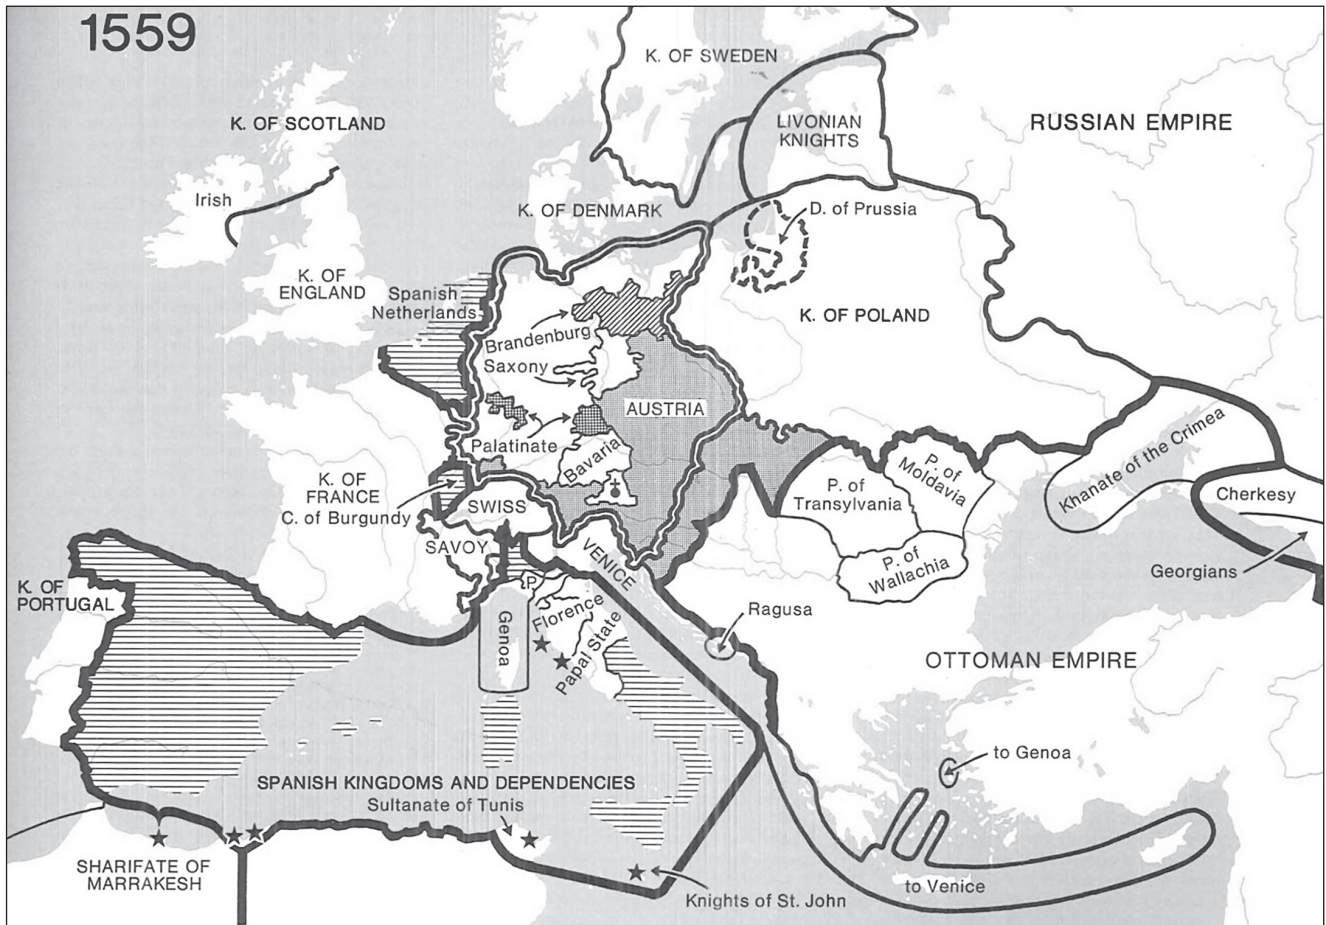 1559
K. OF SWEDEN
K. OF SCOTLAND
LIVONIAN
KNIGHTS
RUSSIAN EMPIRE
Irish
K. OF DENMARK
D. of Prussia
K. OF
ENGLAND
Spanish
Netherlands
K. OF POLAND
Brandenburg
Saxony
AUSTRIA
Palatinate
Bavaria
K. OF
FRANCE
C. of Burgundy
SWISS
SAVOY
VENICE
P. of
Transylvania
P. of
Moldavia
P. of
Wallachia
Khanate of the Crimea
Cherkesy
Georgians
K. OF
PORTUGAL
P.
Genoa
Florence
Papal State
Ragusa
OTTOMAN EMPIRE
to Genoa
SPANISH KINGDOMS AND DEPENDENCIES
Sultanate of Tunis
SHARIFATE OF
MARRAKESH
Knights of St. John
to Venice